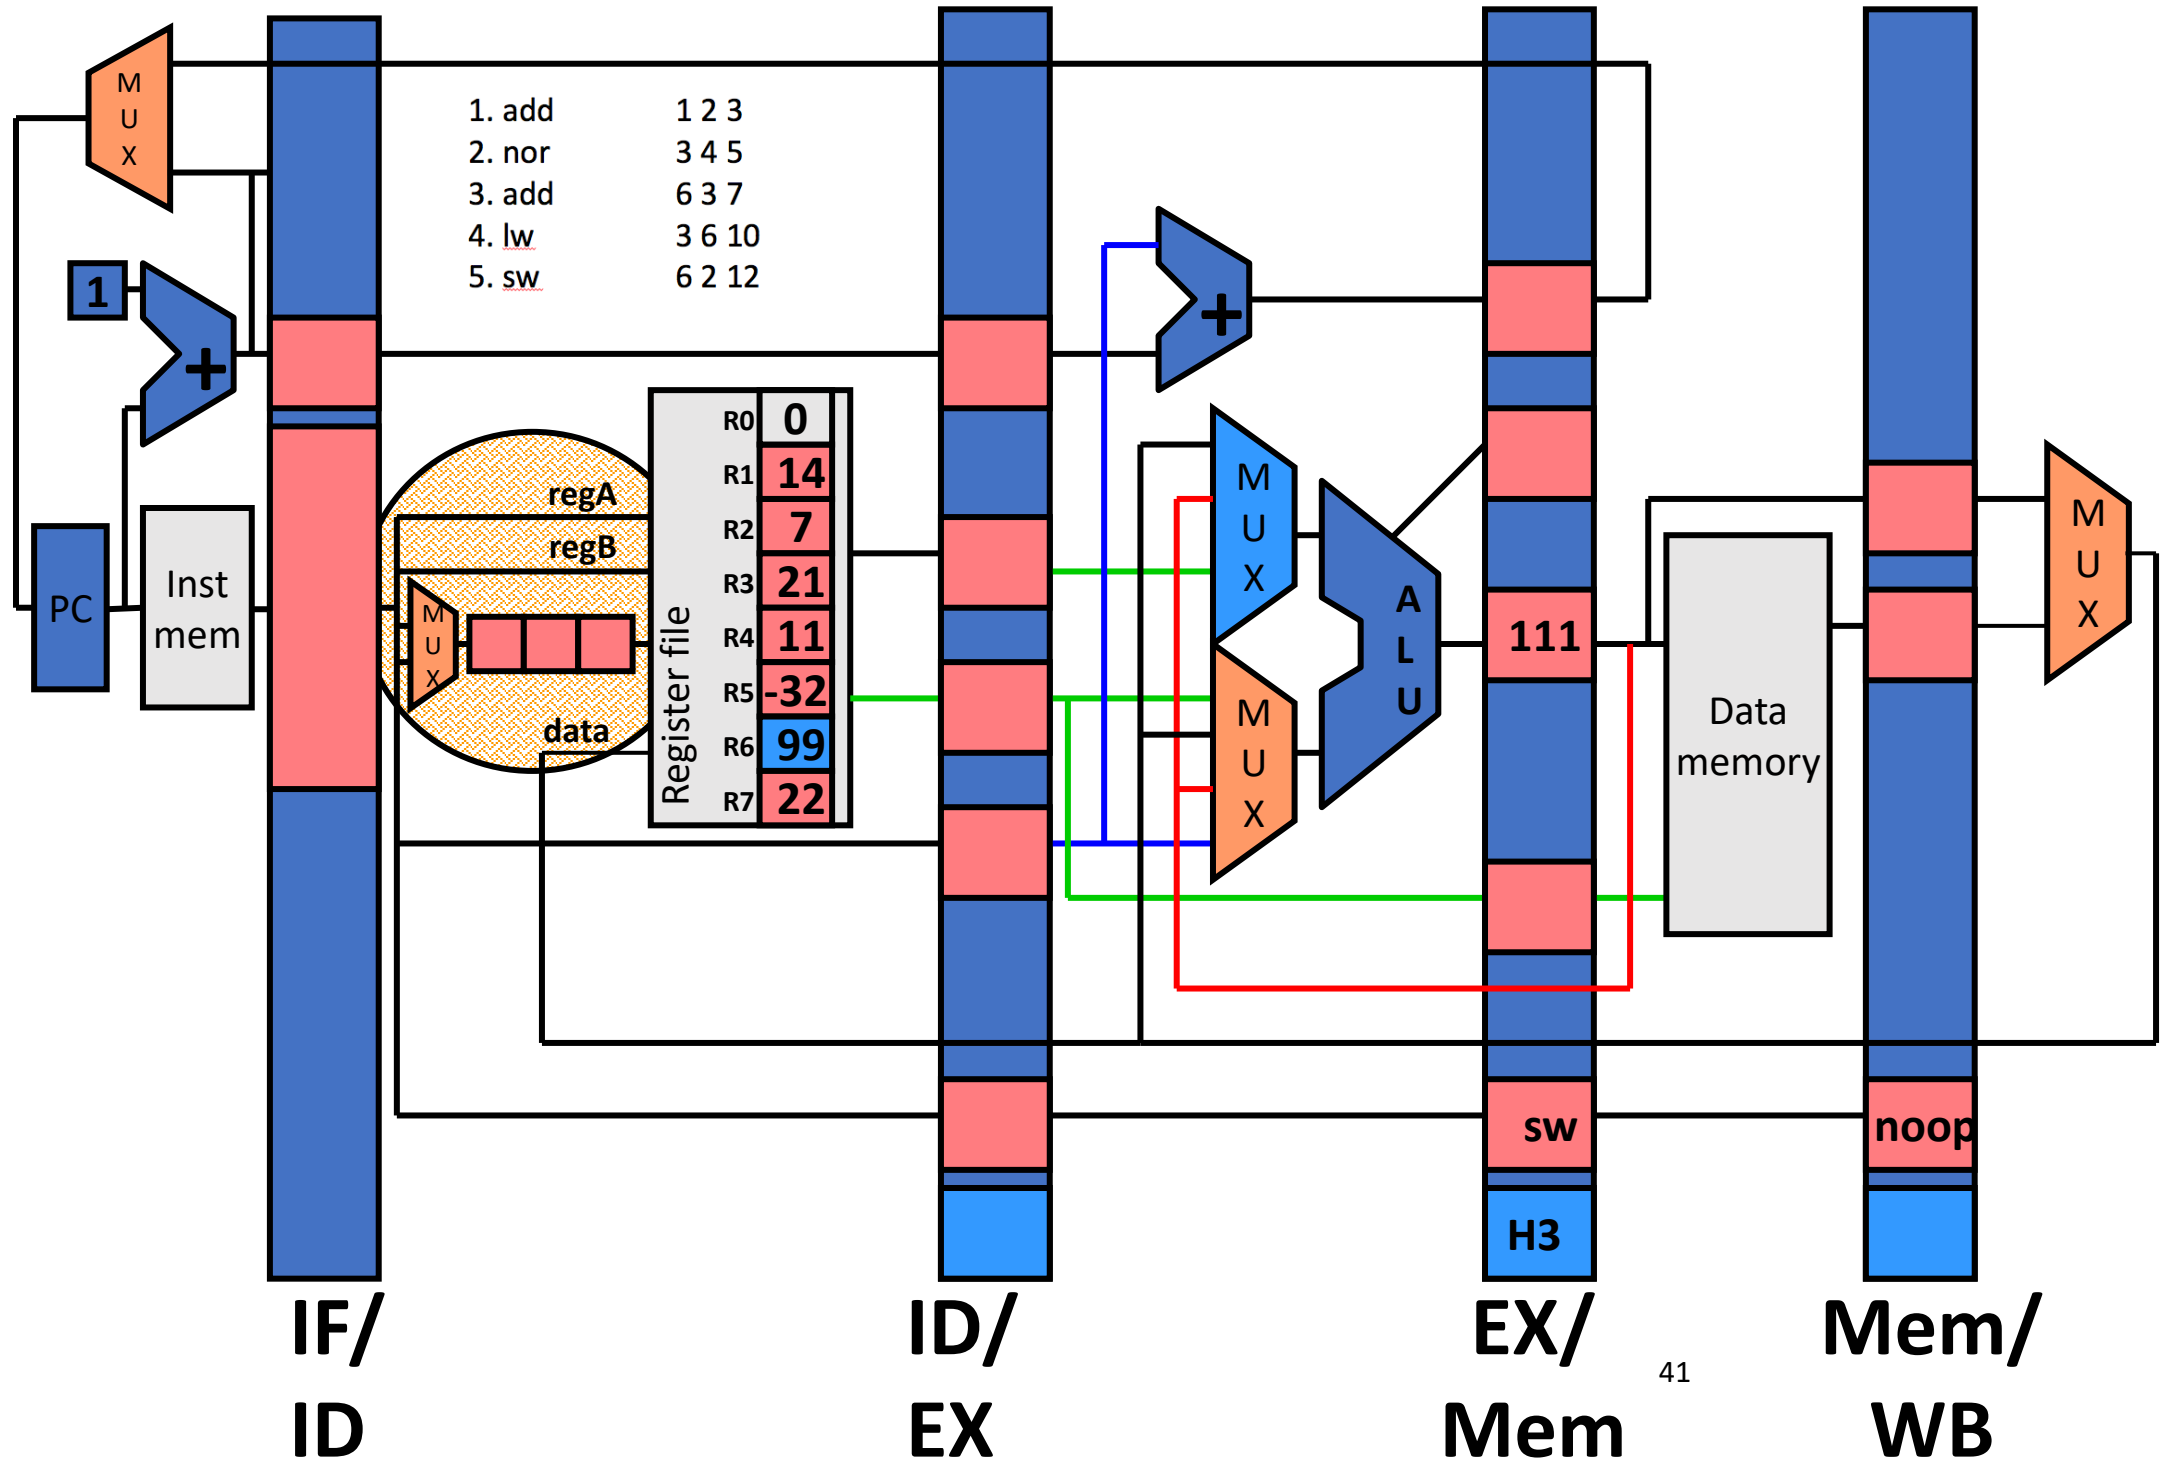 M
U
X
1. add 1 2 3
2. nor 3 4 5
3. add 6 3 7
4. lw 3 6 10
5. sw 6 2 12
1
+
+
PC
Inst
mem
regA
regB
M
U
X
data
Register file
R0 0
R1 14
R2 7
R3 21
R4 11
R5 -32
R6 99
R7 22
M
U
X
M
U
X
A
L
U
111
Data
memory
M
U
X
sw
noop
H3
IF/
ID
ID/
EX
EX/
Mem
41
Mem/
WB